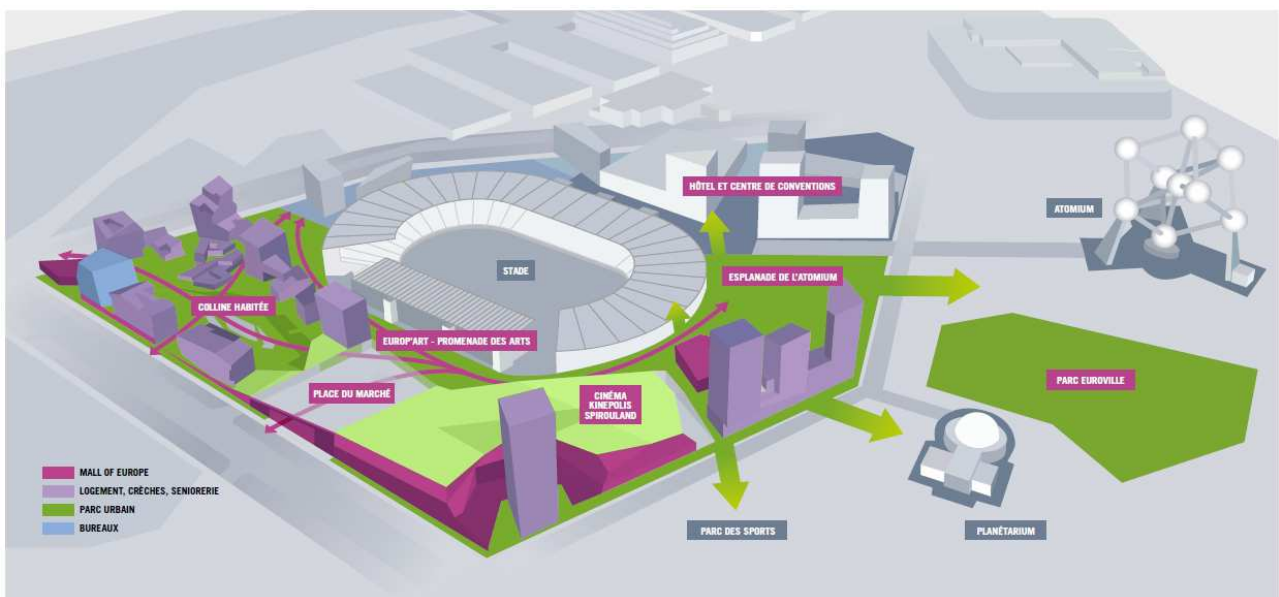 HÔTEL ET CENTRE DE CONVENTIONS
ATOMIUM
STADE
ESPLANADE DE L'ATOMIUM
COLLINE HABITÉE
EUROP'ART - PROMENADE DES ARTS
PARC EUROVILLE
PLACE DU MARCHÉ
CINÉMA
KINEPOLIS
SPIROULAND
MALL OF EUROPE
LOGEMENT, CRÈCHES, SENIORERIE
PARC URBAIN
BUREAUX
PARC DES SPORTS
PLANÉTARIUM